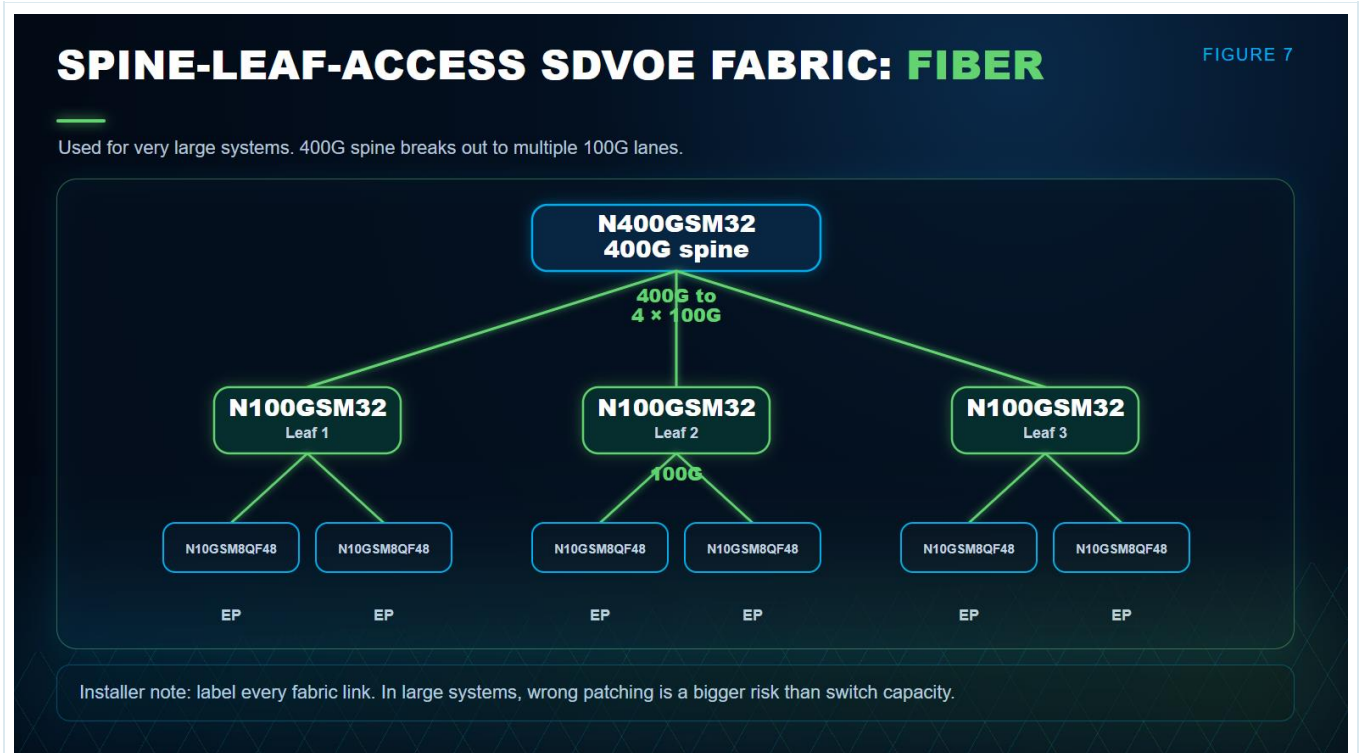 SPINE-LEAF-ACCESS SDVOE FABRIC: FIBER
FIGURE 7
Used for very large systems. 400G spine breaks out to multiple 100G lanes.
N400GSM32
400G spine
400G to
4 × 100G
N100GSM32
Leaf 1
N100GSM32
Leaf 2
N100GSM32
Leaf 3
100G
N10GSM8QF48
N10GSM8QF48
N10GSM8QF48
N10GSM8QF48
N10GSM8QF48
N10GSM8QF48
EP
EP
EP
EP
EP
EP
Installer note: label every fabric link. In large systems, wrong patching is a bigger risk than switch capacity.